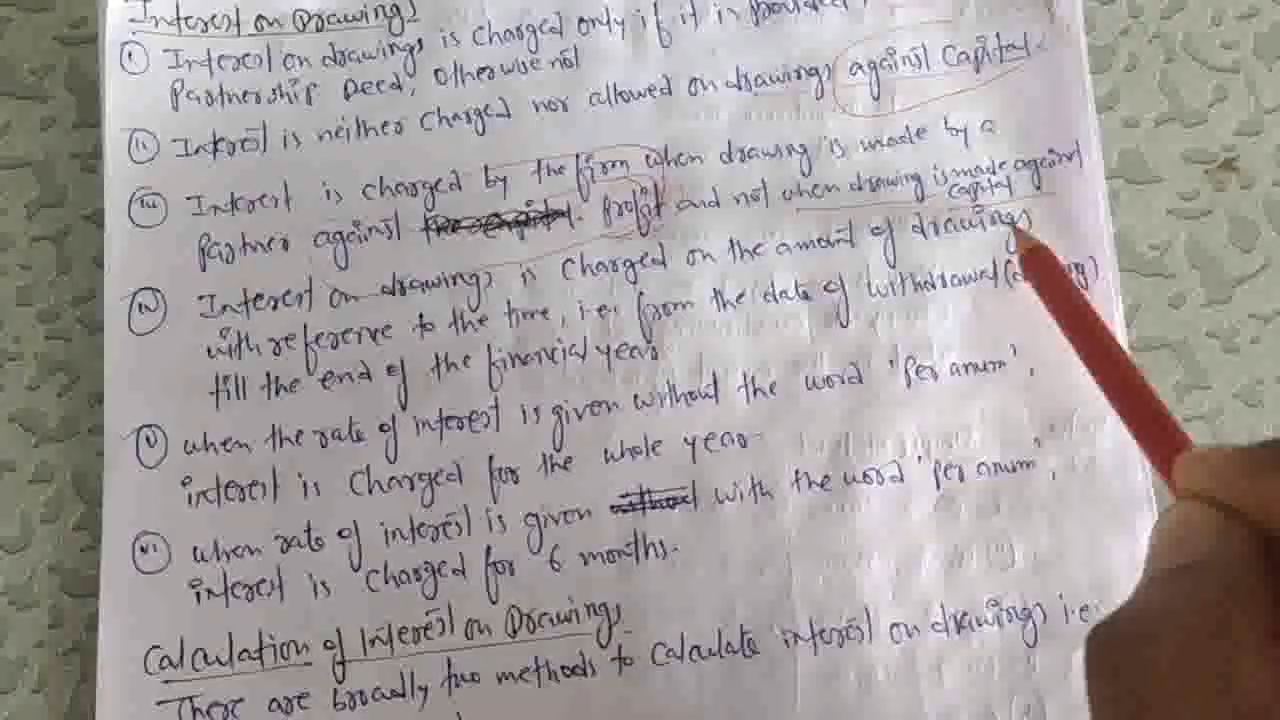 Interest on Drawings
(i) Interest on drawings is charged only if it is provided
Partnership Deed, otherwise not
(ii) Interest is neither charged nor allowed on drawings against capital.
(iii) Interest is charged by the firm when drawing is made by a
Partner against Profit and not when drawing is made against
capital
(iv) Interest on drawings is charged on the amount of drawings
with reference to the time, i.e., from the date of withdrawal
till the end of the financial year.
(v) when the rate of interest is given without the word 'Per anum',
interest is charged for the whole year.
(vi) when rate of interest is given with the word 'Per anum',
interest is charged for 6 months.
Calculation of Interest on Drawings
There are broadly two methods to calculate interest on drawings i.e.